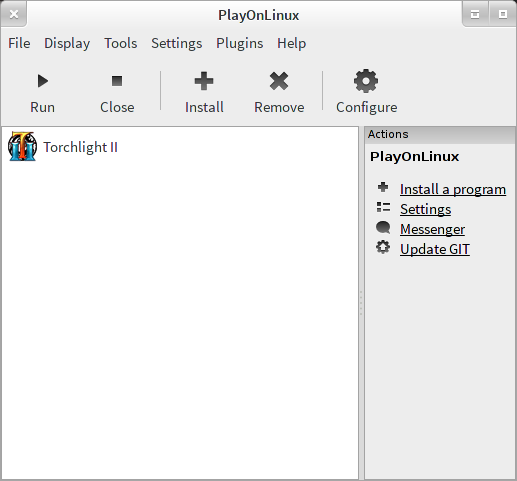 PlayOnLinux
File Display Tools Settings Plugins Help
Run Close Install Remove Configure
Torchlight II
Actions
PlayOnLinux
Install a program
Settings
Messenger
Update GIT